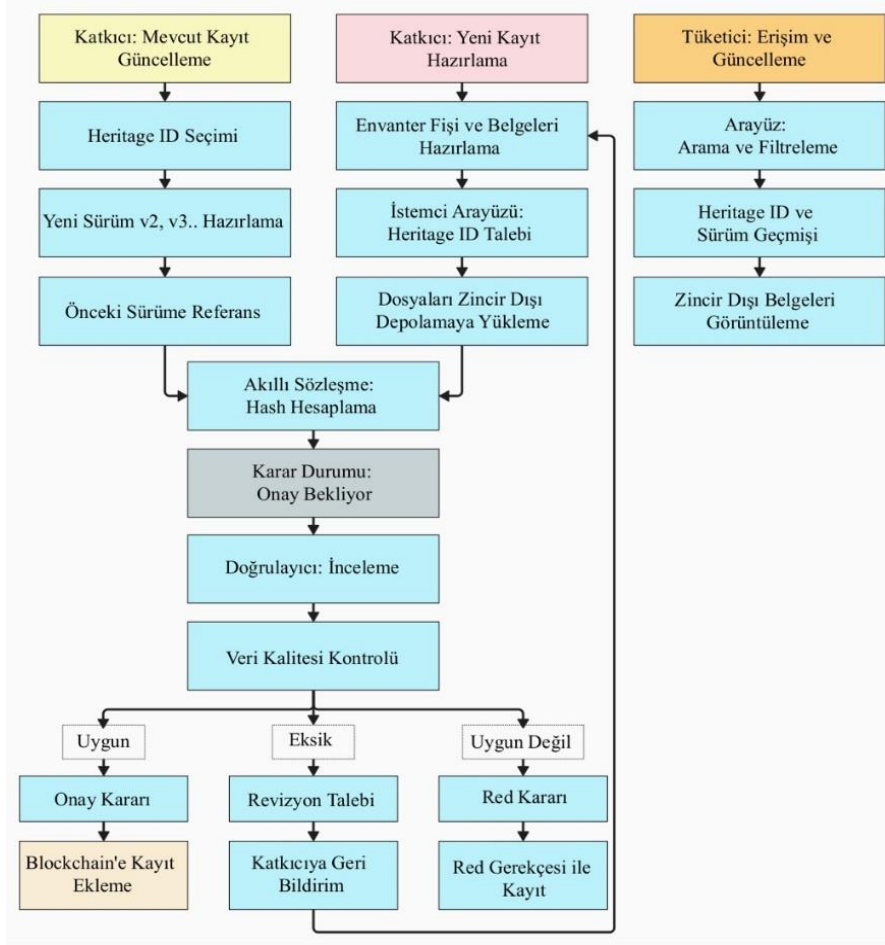 Katkıcı: Mevcut Kayıt
Güncelleme
Heritage ID Seçimi
Yeni Sürüm v2, v3.. Hazırlama
Önceki Sürüme Referans
Katkıcı: Yeni Kayıt
Hazırlama
Envanter Fişi ve Belgeleri
Hazırlama
İstemci Arayüzü:
Heritage ID Talebi
Dosyaları Zincir Dışı
Depolamaya Yükleme
Tüketici: Erişim ve
Güncelleme
Arayüz:
Arama ve Filtreleme
Heritage ID ve
Sürüm Geçmişi
Zincir Dışı Belgeleri
Görüntüleme
Akıllı Sözleşme:
Hash Hesaplama
Karar Durumu:
Onay Bekliyor
Doğrulayıcı: İnceleme
Veri Kalitesi Kontrolü
Uygun
Onay Kararı
Blockchain'e Kayıt
Ekleme
Eksik
Revizyon Talebi
Katkıcıya Geri
Bildirim
Uygun Değil
Red Kararı
Red Gerekçesi ile
Kayıt